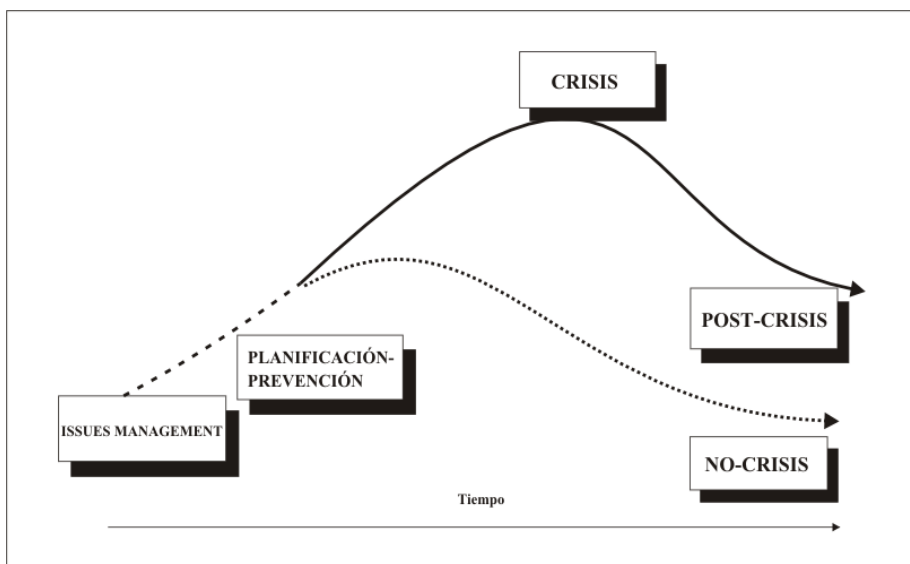 CRISIS
POST-CRISIS
PLANIFICACIÓN-
PREVENCIÓN
ISSUES MANAGEMENT
NO-CRISIS
Tiempo